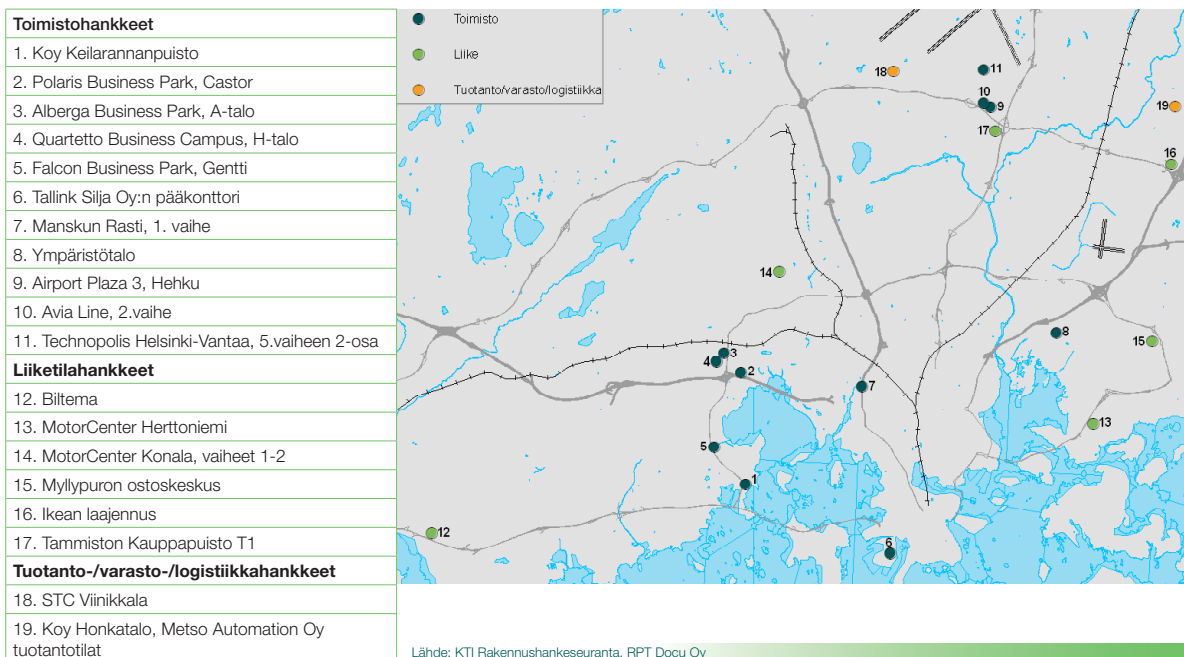 Toimistohankkeet
1. Koy Keilarannanpuisto
2. Polaris Business Park, Castor
3. Alberga Business Park, A-talo
4. Quartetto Business Campus, H-talo
5. Falcon Business Park, Gentti
6. Tallink Silja Oy:n pääkonttori
7. Manskun Rasti, 1. vaihe
8. Ympäristötalo
9. Airport Plaza 3, Hehku
10. Avia Line, 2.vaihe
11. Technopolis Helsinki-Vantaa, 5.vaiheen 2-osa
Liiketilahankkeet
12. Biltema
13. MotorCenter Herttoniemi
14. MotorCenter Konala, vaiheet 1-2
15. Myllypuron ostoskeskus
16. Ikean laajennus
17. Tammiston Kauppapuisto T1
Tuotanto-/varasto-/logistiikkahankkeet
18. STC Viinikkala
19. Koy Honkatalo, Metso Automation Oy
tuotantotilat
Toimisto
Liike
Tuotanto/varasto/logistiikka
18
11
10
9
19
17
16
14
8
15
3
4
2
7
13
5
1
12
6
Lähde: KTI Rakennushankeseuranta, RPT Docu Oy